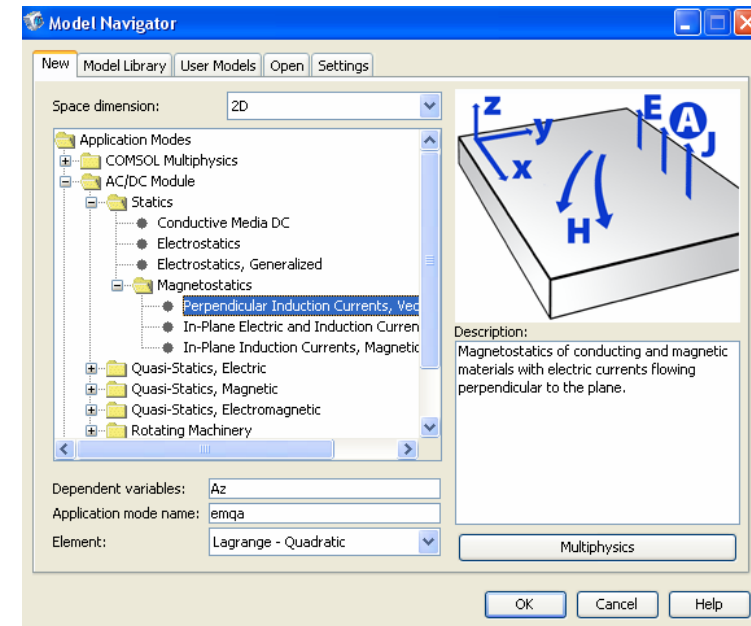 Model Navigator
New Model Library User Models Open Settings
Space dimension: 2D
Application Modes
COMSOL Multiphysics
AC/DC Module
Statics
Conductive Media DC
Electrostatics
Electrostatics, Generalized
Magnetostatics
Perpendicular Induction Currents, Vec
In-Plane Electric and Induction Curren
In-Plane Induction Currents, Magnetic
Quasi-Statics, Electric
Quasi-Statics, Magnetic
Quasi-Statics, Electromagnetic
Rotating Machinery
Dependent variables: Az
Application mode name: emqa
Element: Lagrange - Quadratic
z E A
y J
x
H
Description:
Magnetostatics of conducting and magnetic
materials with electric currents flowing
perpendicular to the plane.
Multiphysics
OK Cancel Help